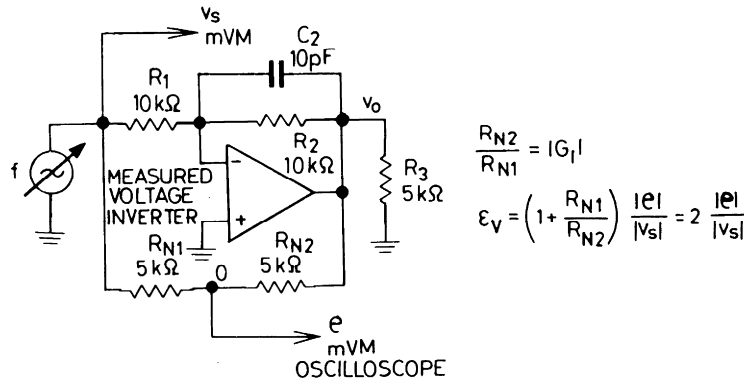 vs
mVM
C2
10pF
R1
10kΩ
vo
R2
10kΩ
f
MEASURED
VOLTAGE
INVERTER
−
+
R3
5kΩ
RN1
5kΩ
RN2
5kΩ
0
e
mVM
OSCILLOSCOPE
RN2/RN1 = |GI|
εV = (1+ RN1/RN2) |e|/|vs| = 2 |e|/|vs|